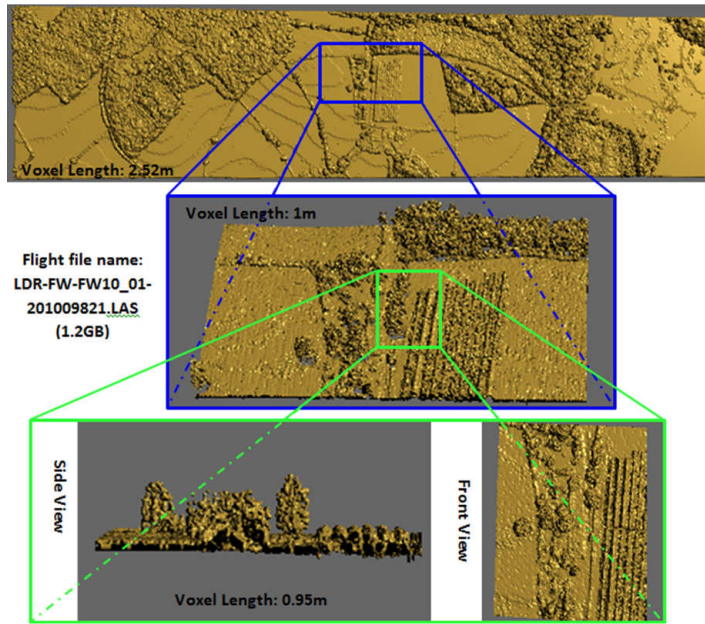 Voxel Length: 2.52m
Voxel Length: 1m
Flight file name:
LDR-FW-FW10_01-
201009821.LAS
(1.2GB)
Side View
Front View
Voxel Length: 0.95m